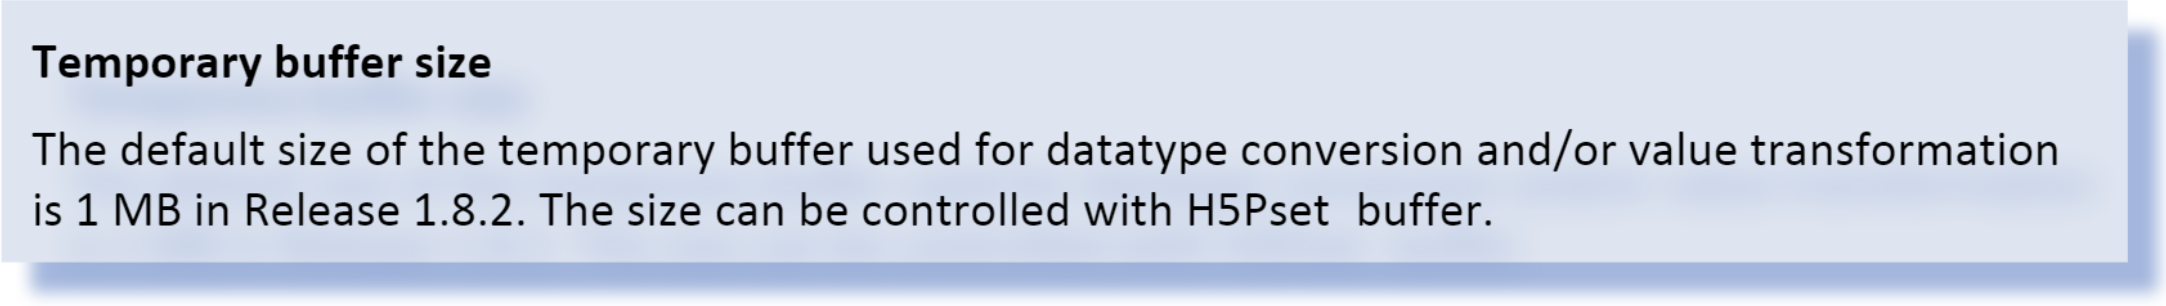 Temporary buffer size
The default size of the temporary buffer used for datatype conversion and/or value transformation
is 1 MB in Release 1.8.2. The size can be controlled with H5Pset buffer.